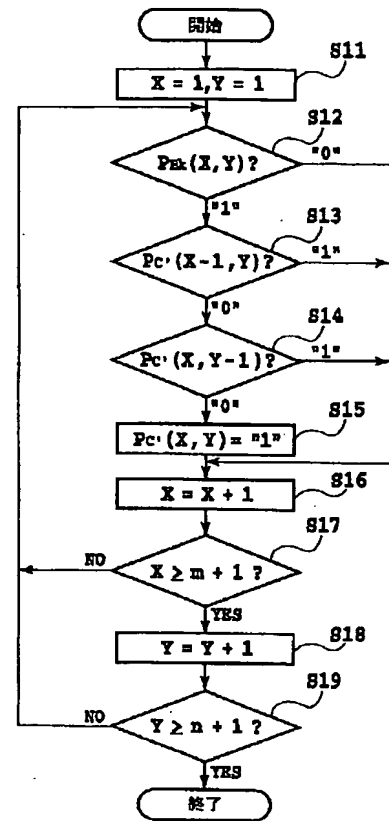 開始
S11
X = 1, Y = 1
S12
PBk(X,Y)?
"0"
"1"
S13
PC'(X-1,Y)?
"1"
"0"
S14
PC'(X,Y-1)?
"1"
"0"
S15
PC'(X,Y) = "1"
S16
X = X + 1
S17
NO
X ≥ m + 1 ?
YES
S18
Y = Y + 1
S19
NO
Y ≥ n + 1 ?
YES
終了